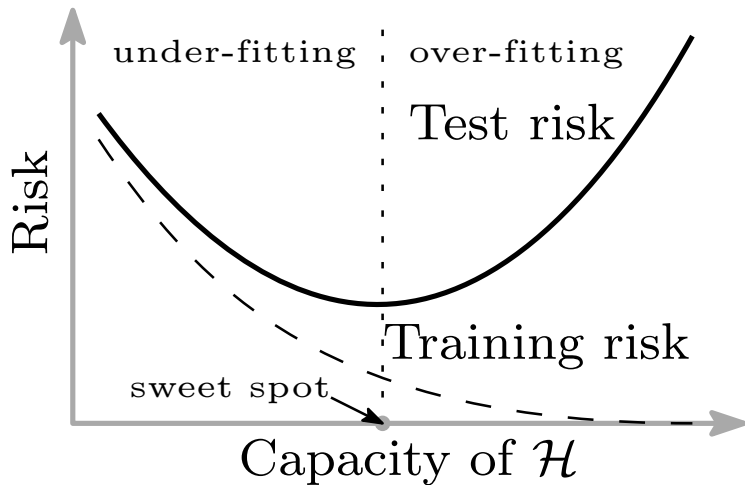 under-fitting
over-fitting
Test risk
Risk
Training risk
sweet spot
Capacity of ℋ